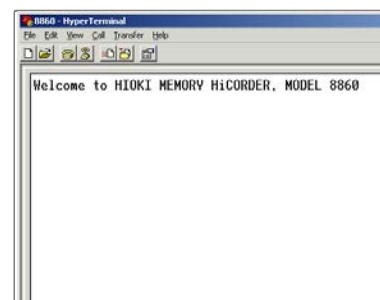 8860 - HyperTerminal
File Edit View Call Transfer Help
Welcome to HIOKI MEMORY HiCORDER, MODEL 8860